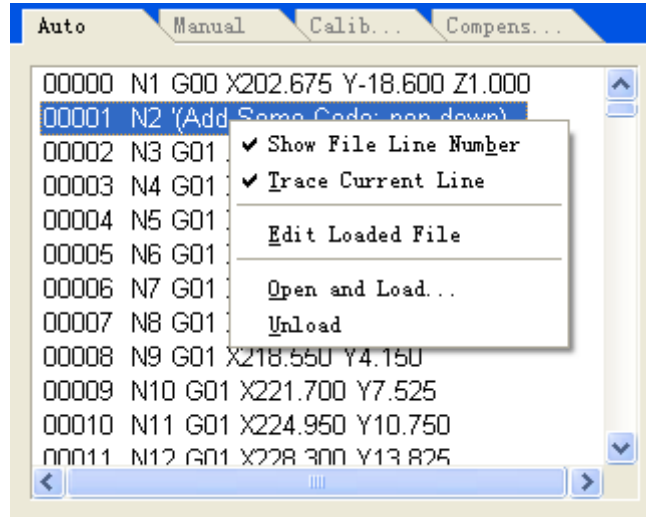 Auto Manual Calib... Compens...
00000 N1 G00 X202.675 Y-18.600 Z1.000
00001 N2 '(Add Some Code: pen down)
00002 N3 G01
00003 N4 G01
00004 N5 G01
00005 N6 G01
00006 N7 G01
00007 N8 G01
00008 N9 G01 X218.550 Y4.150
00009 N10 G01 X221.700 Y7.525
00010 N11 G01 X224.950 Y10.750
00011 N12 G01 X228.300 Y13.825
Show File Line Number
Trace Current Line
Edit Loaded File
Open and Load...
Unload